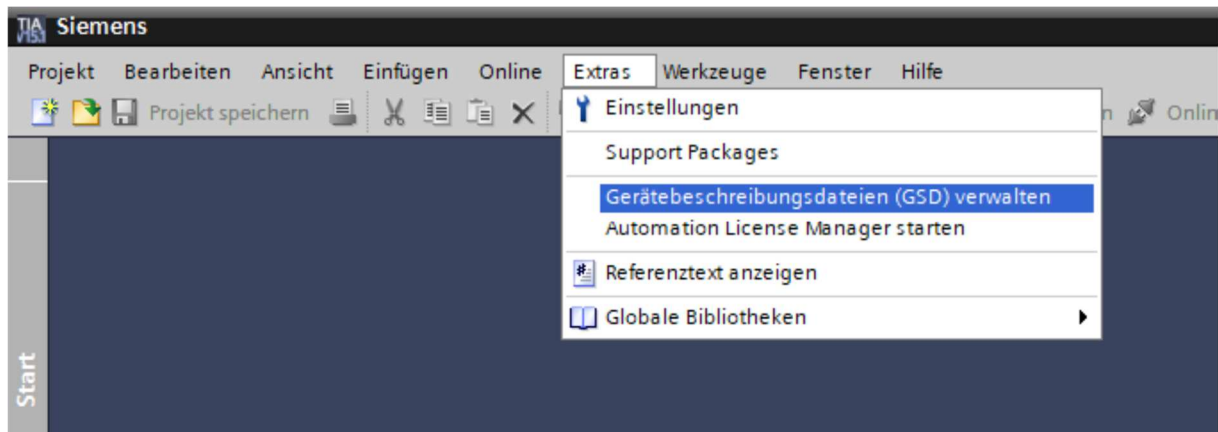 TIA Siemens
Projekt Bearbeiten Ansicht Einfügen Online Extras Werkzeuge Fenster Hilfe
Projekt speichern
Onlin
Einstellungen
Support Packages
Gerätebeschreibungsdateien (GSD) verwalten
Automation License Manager starten
Referenztext anzeigen
Globale Bibliotheken
Start